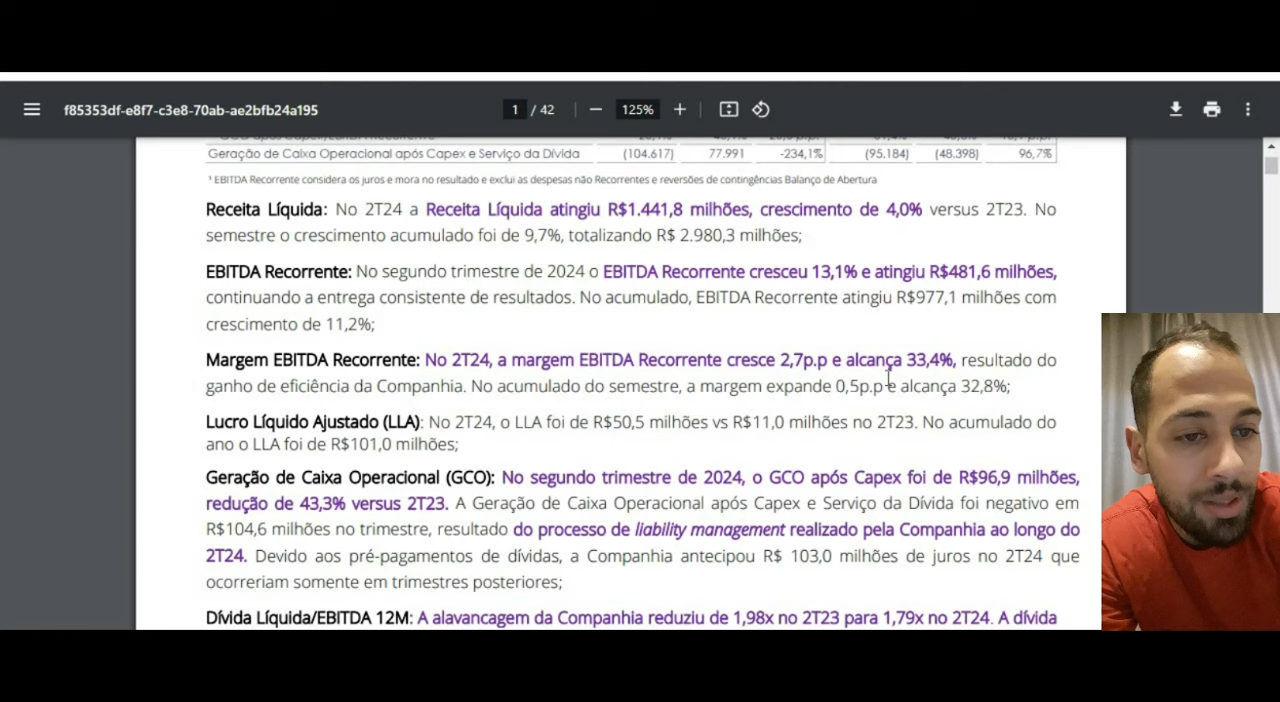 f85353df-e8f7-c3e8-70ab-ae2bfb24a195
1 / 42
125%
Geração de Caixa Operacional após Capex e Serviço da Dívida (104.617) 77.991 -234,1% (95.184) (48.398) 96,7%
¹ EBITDA Recorrente considera os juros e mora no resultado e exclui as despesas não Recorrentes e reversões de contingências Balanço de Abertura
Receita Líquida: No 2T24 a Receita Líquida atingiu R$1.441,8 milhões, crescimento de 4,0% versus 2T23. No
semestre o crescimento acumulado foi de 9,7%, totalizando R$ 2.980,3 milhões;
EBITDA Recorrente: No segundo trimestre de 2024 o EBITDA Recorrente cresceu 13,1% e atingiu R$481,6 milhões,
continuando a entrega consistente de resultados. No acumulado, EBITDA Recorrente atingiu R$977,1 milhões com
crescimento de 11,2%;
Margem EBITDA Recorrente: No 2T24, a margem EBITDA Recorrente cresce 2,7p.p e alcança 33,4%, resultado do
ganho de eficiência da Companhia. No acumulado do semestre, a margem expande 0,5p.p e alcança 32,8%;
Lucro Líquido Ajustado (LLA): No 2T24, o LLA foi de R$50,5 milhões vs R$11,0 milhões no 2T23. No acumulado do
ano o LLA foi de R$101,0 milhões;
Geração de Caixa Operacional (GCO): No segundo trimestre de 2024, o GCO após Capex foi de R$96,9 milhões,
redução de 43,3% versus 2T23. A Geração de Caixa Operacional após Capex e Serviço da Dívida foi negativo em
R$104,6 milhões no trimestre, resultado do processo de liability management realizado pela Companhia ao longo do
2T24. Devido aos pré-pagamentos de dívidas, a Companhia antecipou R$ 103,0 milhões de juros no 2T24 que
ocorreriam somente em trimestres posteriores;
Dívida Líquida/EBITDA 12M: A alavancagem da Companhia reduziu de 1,98x no 2T23 para 1,79x no 2T24. A dívida